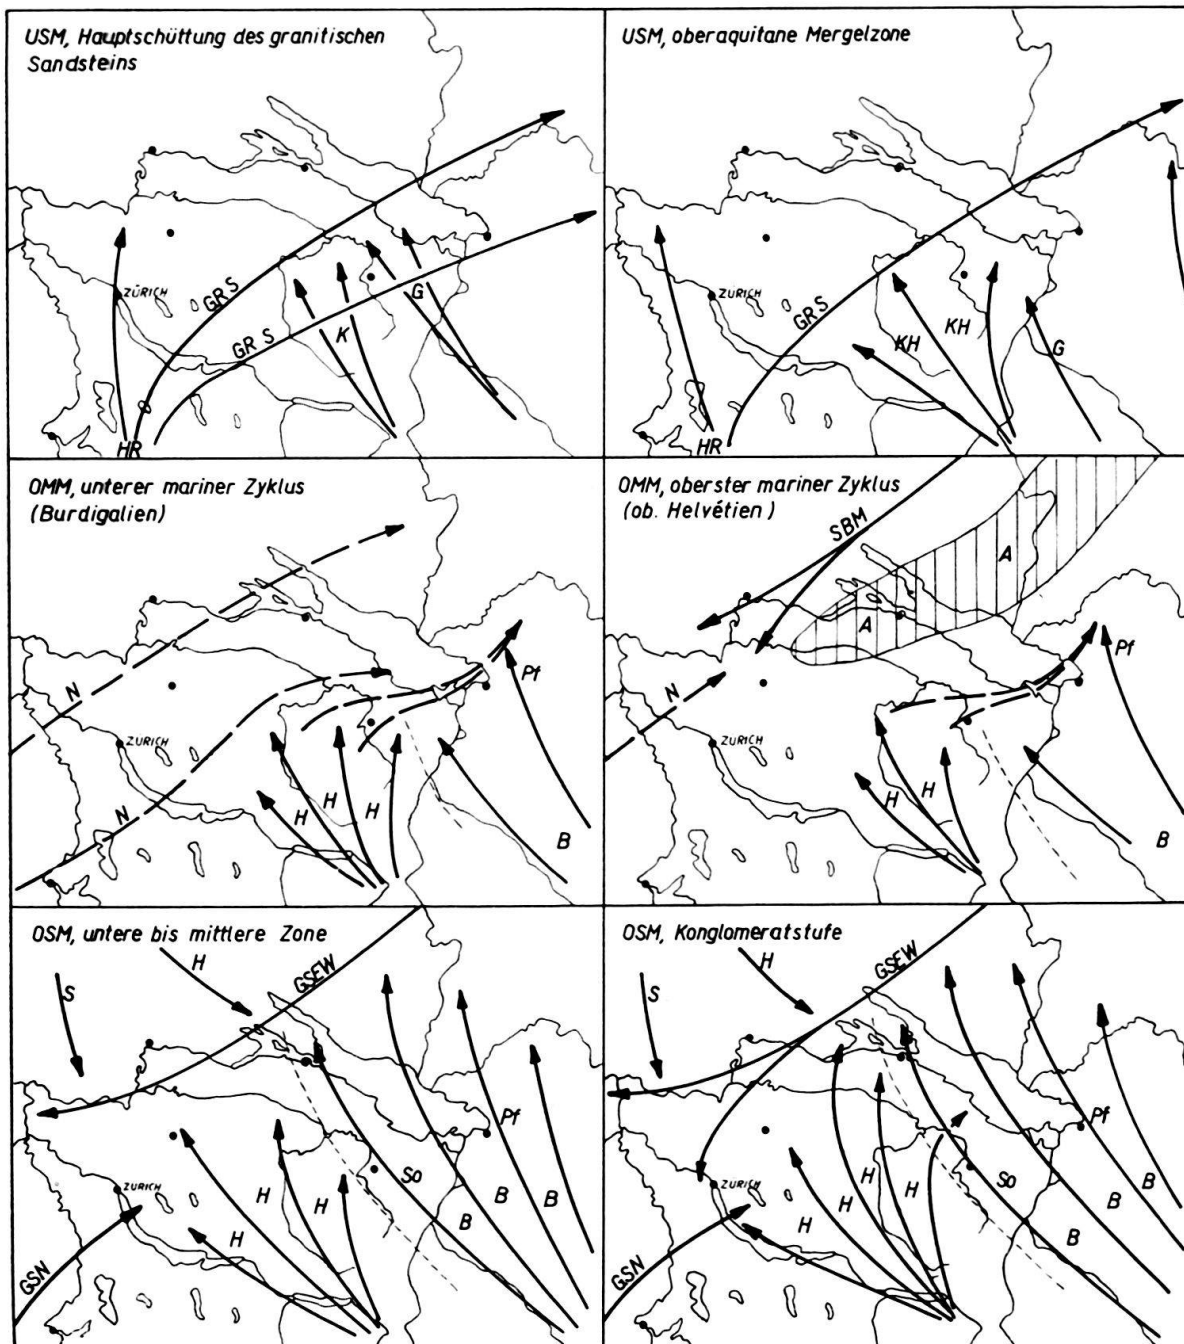 USM, Hauptschüttung des granitischen
Sandsteins
ZÜRICH
GRS
GRS
K
G
HR
USM, oberaquitane Mergelzone
ZÜRICH
GRS
KH
KH
G
HR
OMM, unterer mariner Zyklus
(Burdigalien)
N
Pf
ZÜRICH
N
H
H
H
B
OMM, oberster mariner Zyklus
(ob. Helvétien)
SBM
A
A
Pf
N
ZÜRICH
H
H
B
OSM, untere bis mittlere Zone
H
GSEW
S
Pf
ZÜRICH
H
H
H
So
B
B
B
GSN
OSM, Konglomeratstufe
H
GSEW
S
Pf
ZÜRICH
H
H
H
H
So
B
B
B
GSN